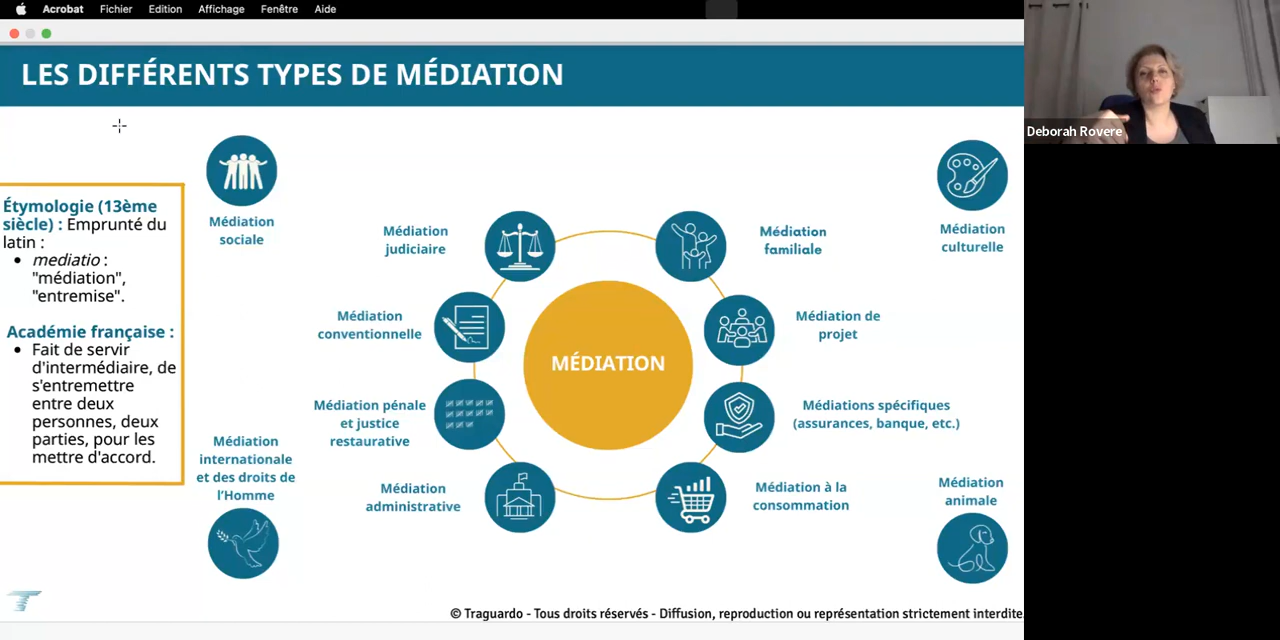 Acrobat Fichier Edition Affichage Fenêtre Aide
LES DIFFÉRENTS TYPES DE MÉDIATION
Deborah Rovere
Étymologie (13ème
siècle) : Emprunté du
latin :
• mediatio :
"médiation",
"entremise".
Académie française :
• Fait de servir
d'intermédiaire, de
s'entremettre
entre deux
personnes, deux
parties, pour les
mettre d'accord.
Médiation
sociale
Médiation
judiciaire
Médiation
familiale
Médiation
culturelle
Médiation
conventionnelle
MÉDIATION
Médiation de
projet
Médiation pénale
et justice
restaurative
Médiations spécifiques
(assurances, banque, etc.)
Médiation
internationale
et des droits de
l'Homme
Médiation
administrative
Médiation à la
consommation
Médiation
animale
© Traguardo - Tous droits réservés - Diffusion, reproduction ou représentation strictement interdite